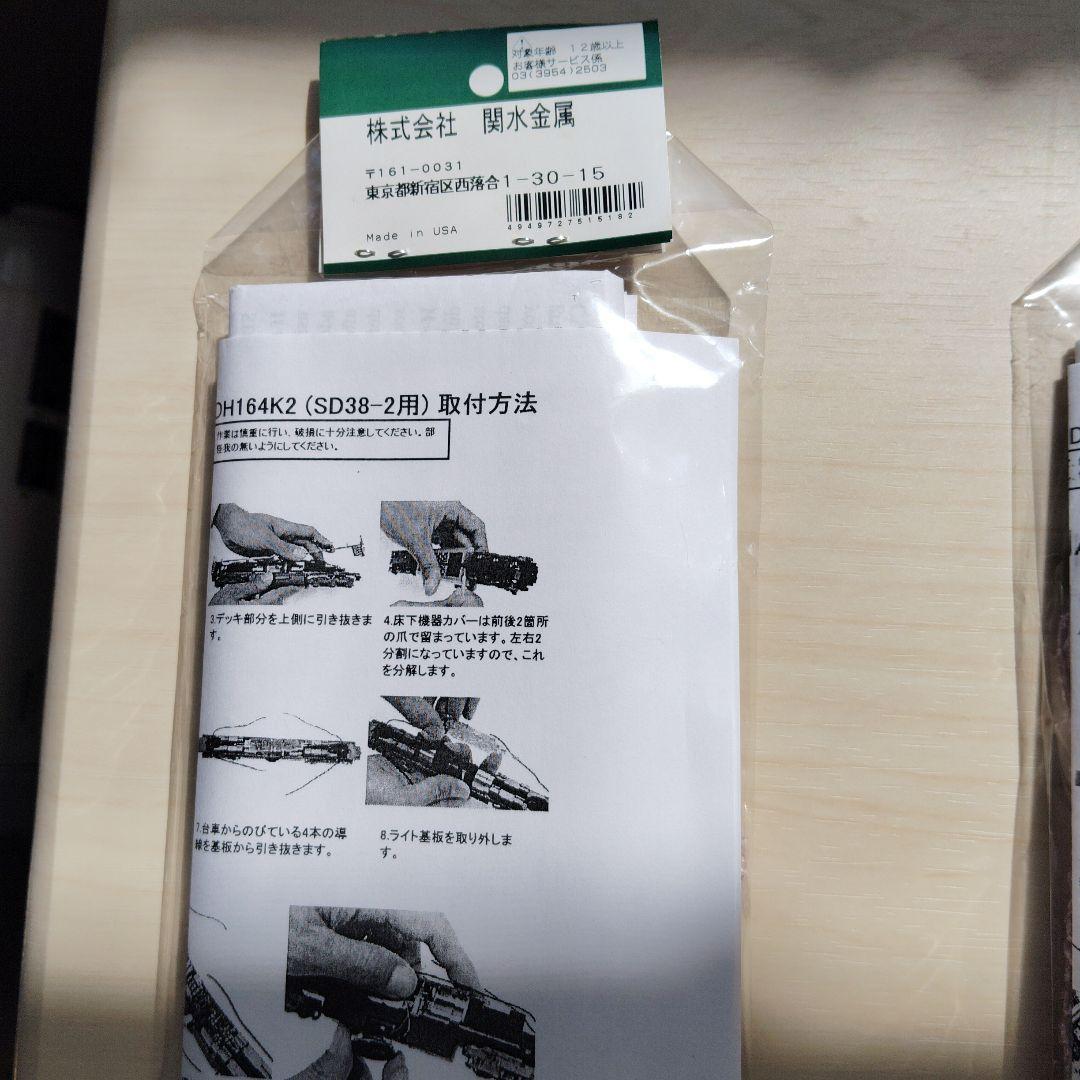 対象年齢 12歳以上
お客様サービス係
03(3954)2503
株式会社 関水金属
〒161-0031
東京都新宿区西落合1-30-15
4949727515182
Made in USA
DH164K2 (SD38-2用) 取付方法
作業は慎重に行い、破損に十分注意してください。部
怪我の無いようにしてください。
3.デッキ部分を上側に引き抜きま
す。
4.床下機器カバーは前後2箇所
の爪で留まっています。左右2
分割になっていますので、これ
を分解します。
7.台車からのびている4本の導
線を基板から引き抜きます。
8.ライト基板を取り外しま
す。